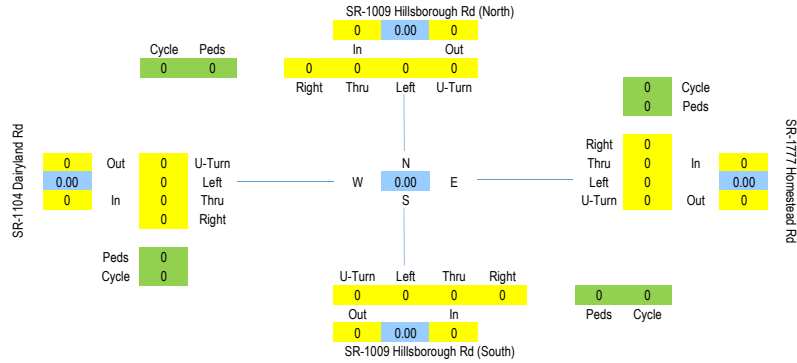 SR-1009 Hillsborough Rd (North)
0 0.00 0
In Out
Cycle Peds
0 0
0 0 0 0
Right Thru Left U-Turn
0 Cycle
0 Peds
SR-1104 Dairyland Rd
0 Out 0 U-Turn
0.00 0 Left
0 In 0 Thru
0 Right
N
W 0.00 E
S
Right 0
Thru 0 In 0
Left 0 0.00
U-Turn 0 Out 0
SR-1777 Homestead Rd
Peds 0
Cycle 0
U-Turn Left Thru Right
0 0 0 0
Out In
0 0.00 0
SR-1009 Hillsborough Rd (South)
0 0
Peds Cycle